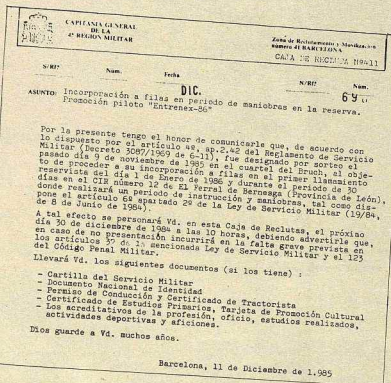 CAPITANIA GENERAL
DE LA
4ª REGION MILITAR
Zona de Reclutamiento y Movilización
número 41 BARCELONA
CAJA DE RECLUTA Nº411
S/REF Núm. Fecha N/REF Núm.
DIC. 69
ASUNTO: Incorporación a filas en periodo de maniobras en la reserva.
Promoción piloto "Entrenex-86"
Por la presente tengo el honor de comunicarle que, de acuerdo con
lo dispuesto por el artículo 4º, ap.2.42 del Reglamento de Servicio
Militar (Decreto 3087/1969 de 6-11), fue designado por sorteo el
pasado día 9 de noviembre de 1985 en el cuartel del Bruch, el obje-
to de proceder a su incorporación a filas en el primer llamamiento
reservista del día 1 de Enero de 1986 y durante el periodo de 30
días en el CIR número 12 de El Ferral de Bernesga (Provincia de León),
donde realizará un período de instrucción y maniobras, tal como dis-
pone el artículo 6º apartado 2º de la Ley de Servicio Militar (19/84,
de 8 de Junio de 1984).
A tal efecto se personará Vd. en esta Caja de Reclutas, el próximo
día 30 de diciembre de 1984 a las 10 horas, debiendo advertirle que,
en caso de no presentación incurrirá en la falta grave prevista en
los artículos 37 de la mencionada Ley de Servicio Militar y el 123
del Código Penal Militar.
Llevará Vd. los siguientes documentos (si los tiene) :
- Cartilla del Servicio Militar
- Documento Nacional de Identidad
- Permiso de Conducción y Certificado de Tractorista
- Certificado de Estudios Primarios, Tarjeta de Promoción Cultural
- Los acreditativos de la profesión, oficio, estudios realizados,
actividades deportivas y aficiones.
Dios guarde a Vd. muchos años.
Barcelona, 11 de Diciembre de 1.985